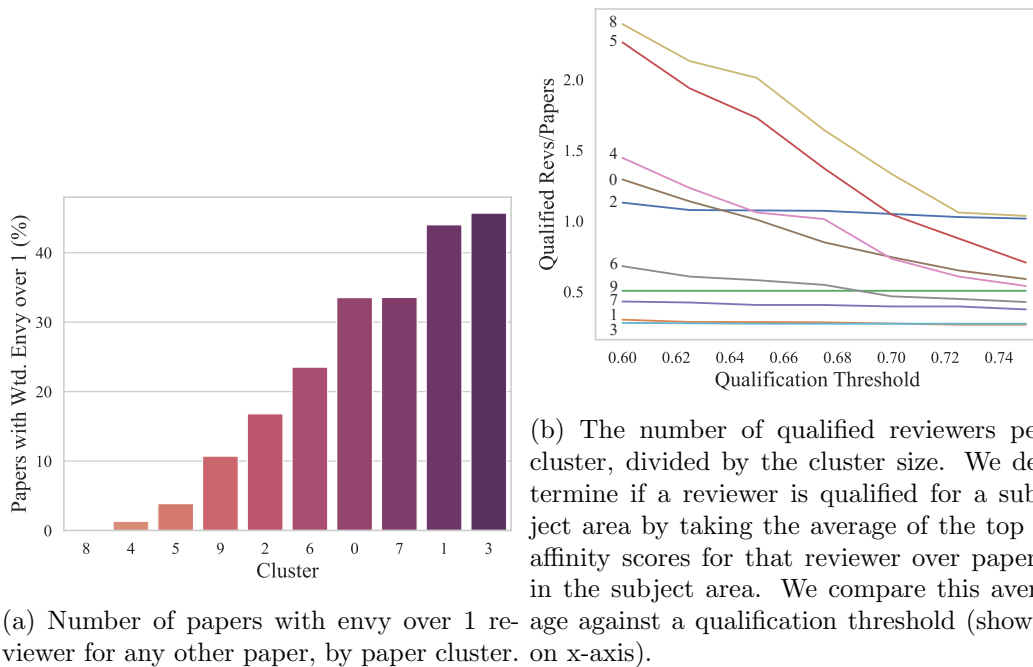 Papers with Wtd. Envy over 1 (%)
40
30
20
10
0
8 4 5 9 2 6 0 7 1 3
Cluster
(a) Number of papers with envy over 1 re-
viewer for any other paper, by paper cluster.
Qualified Revs/Papers
2.0
1.5
1.0
0.5
8
5
4
0
2
6
9
7
1
3
0.60 0.62 0.64 0.66 0.68 0.70 0.72 0.74
Qualification Threshold
(b) The number of qualified reviewers pe
cluster, divided by the cluster size. We de
termine if a reviewer is qualified for a sub
ject area by taking the average of the top
affinity scores for that reviewer over paper
in the subject area. We compare this aver
age against a qualification threshold (show
on x-axis).